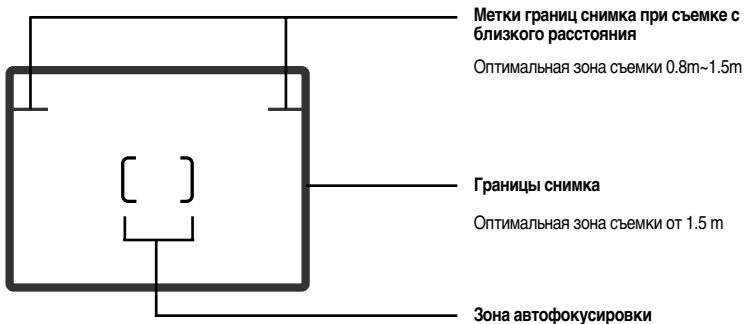 Метки границ снимка при съемке с
близкого расстояния
Оптимальная зона съемки 0.8m~1.5m
Границы снимка
Оптимальная зона съемки от 1.5 m
Зона автофокусировки